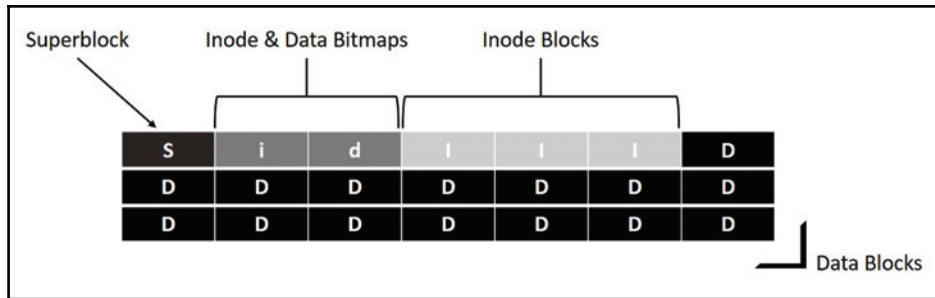 Superblock Inode & Data Bitmaps Inode Blocks
S i d I I I D
D D D D D D D
D D D D D D D
Data Blocks